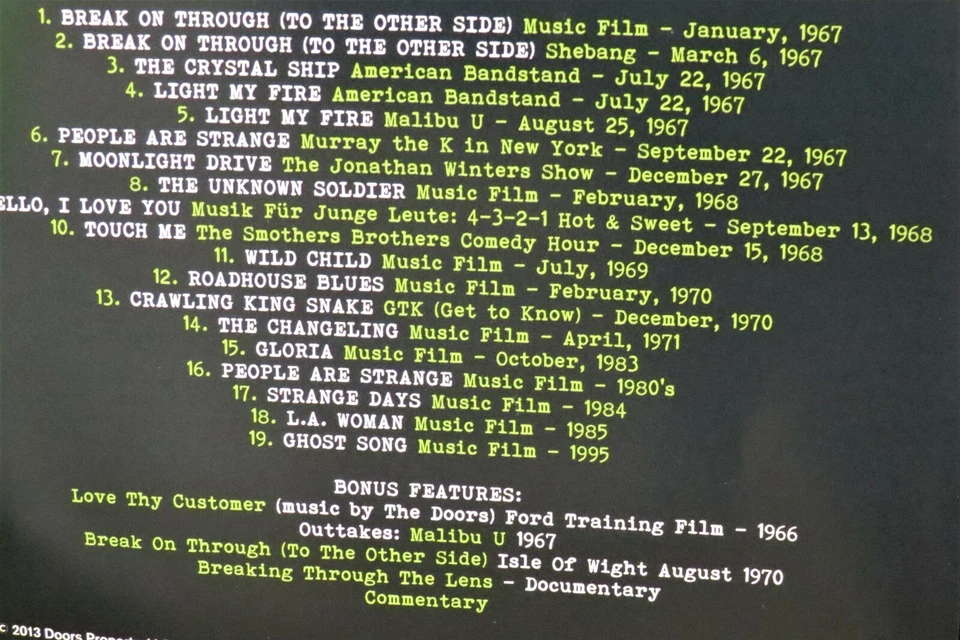 1. BREAK ON THROUGH (TO THE OTHER SIDE) Music Film – January, 1967
2. BREAK ON THROUGH (TO THE OTHER SIDE) Shebang – March 6, 1967
3. THE CRYSTAL SHIP American Bandstand – July 22, 1967
4. LIGHT MY FIRE American Bandstand – July 22, 1967
5. LIGHT MY FIRE Malibu U – August 25, 1967
6. PEOPLE ARE STRANGE Murray the K in New York – September 22, 1967
7. MOONLIGHT DRIVE The Jonathan Winters Show – December 27, 1967
8. THE UNKNOWN SOLDIER Music Film – February, 1968
ELLO, I LOVE YOU Musik Für Junge Leute: 4-3-2-1 Hot & Sweet – September 13, 1968
10. TOUCH ME The Smothers Brothers Comedy Hour – December 15, 1968
11. WILD CHILD Music Film – July, 1969
12. ROADHOUSE BLUES Music Film – February, 1970
13. CRAWLING KING SNAKE GTK (Get to Know) – December, 1970
14. THE CHANGELING Music Film – April, 1971
15. GLORIA Music Film – October, 1983
16. PEOPLE ARE STRANGE Music Film – 1980's
17. STRANGE DAYS Music Film – 1984
18. L.A. WOMAN Music Film – 1985
19. GHOST SONG Music Film – 1995
BONUS FEATURES:
Love Thy Customer (music by The Doors) Ford Training Film – 1966
Outtakes: Malibu U 1967
Break On Through (To The Other Side) Isle Of Wight August 1970
Breaking Through The Lens – Documentary
Commentary
c 2013 Doors